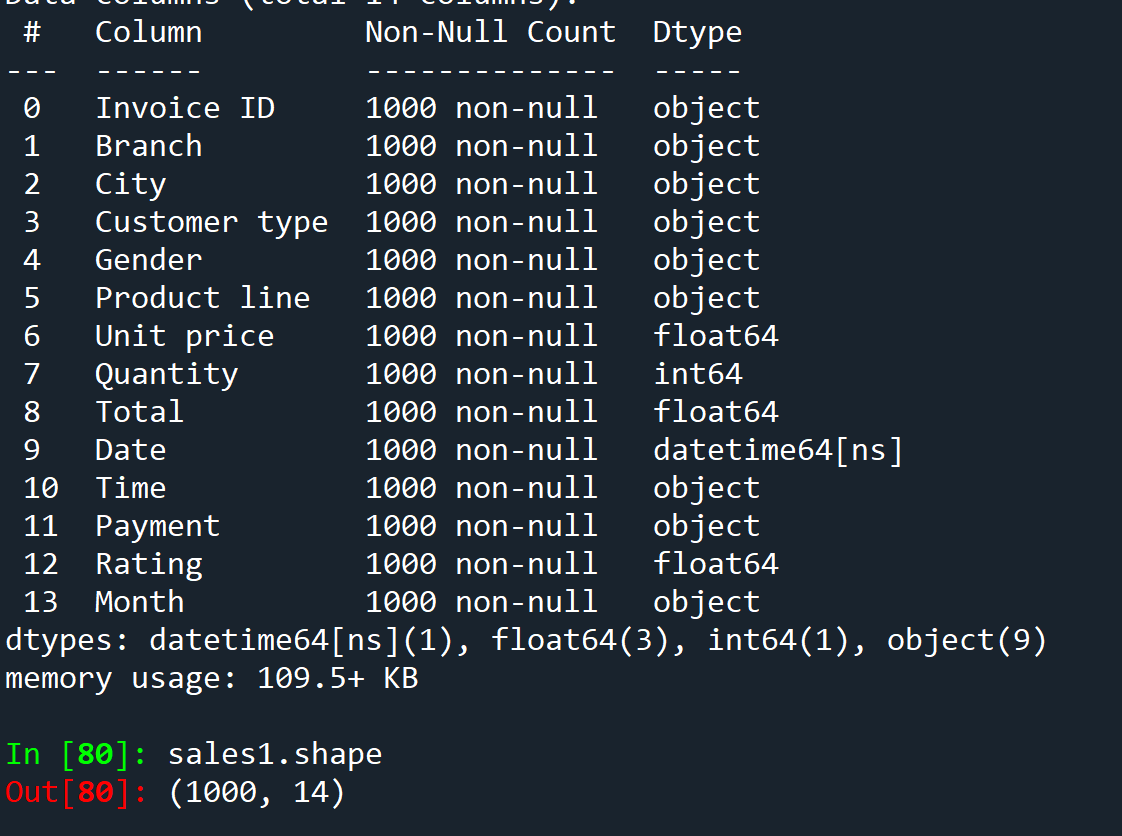 Data columns (total 14 columns):
 #   Column         Non-Null Count  Dtype
---  ------         --------------  -----
 0   Invoice ID     1000 non-null   object
 1   Branch         1000 non-null   object
 2   City           1000 non-null   object
 3   Customer type  1000 non-null   object
 4   Gender         1000 non-null   object
 5   Product line   1000 non-null   object
 6   Unit price     1000 non-null   float64
 7   Quantity       1000 non-null   int64
 8   Total          1000 non-null   float64
 9   Date           1000 non-null   datetime64[ns]
 10  Time           1000 non-null   object
 11  Payment        1000 non-null   object
 12  Rating         1000 non-null   float64
 13  Month          1000 non-null   object
dtypes: datetime64[ns](1), float64(3), int64(1), object(9)
memory usage: 109.5+ KB
In [80]: sales1.shape
Out[80]: (1000, 14)